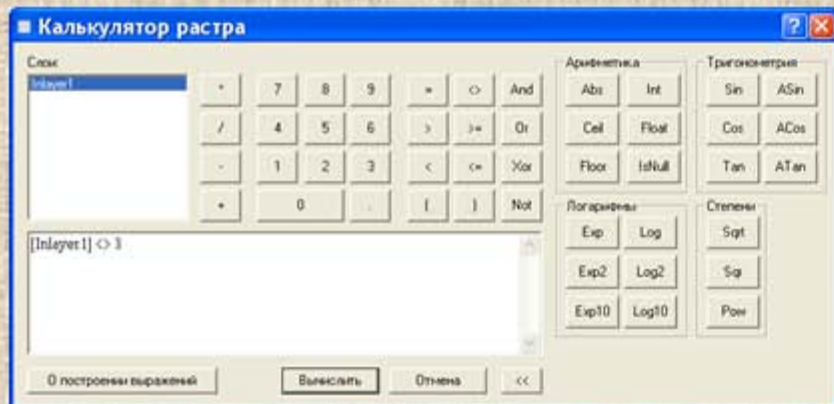 Калькулятор растра
Слои:
Inlayer1
* 7 8 9 = <> And
/ 4 5 6 > >= Or
- 1 2 3 < <= Xor
+ 0 . ( ) Not
Арифметика
Abs Int
Ceil Float
Floor IsNull
Тригонометрия
Sin ASin
Cos ACos
Tan ATan
Логарифмы
Exp Log
Exp2 Log2
Exp10 Log10
Степени
Sqrt
Sqr
Pow
[Inlayer1] <> 3
О построении выражений Вычислить Отмена <<